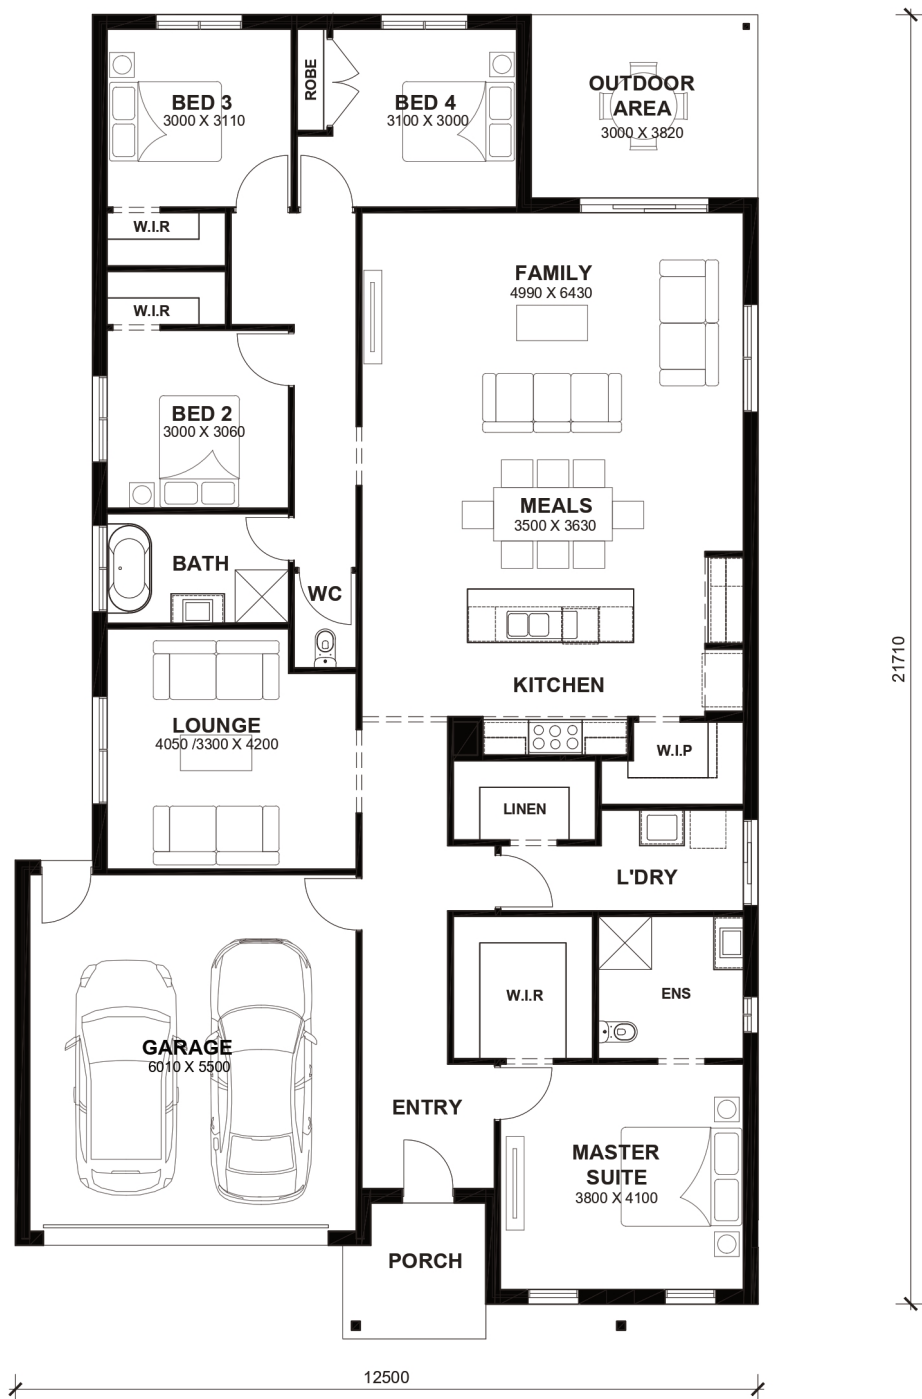 BED 3
3000 X 3110
ROBE
BED 4
3100 X 3000
OUTDOOR
AREA
3000 X 3820
W.I.R
W.I.R
FAMILY
4990 X 6430
BED 2
3000 X 3060
MEALS
3500 X 3630
BATH
WC
KITCHEN
21710
LOUNGE
4050 /3300 X 4200
W.I.P
LINEN
L'DRY
W.I.R
ENS
GARAGE
6010 X 5500
ENTRY
MASTER
SUITE
3800 X 4100
PORCH
12500